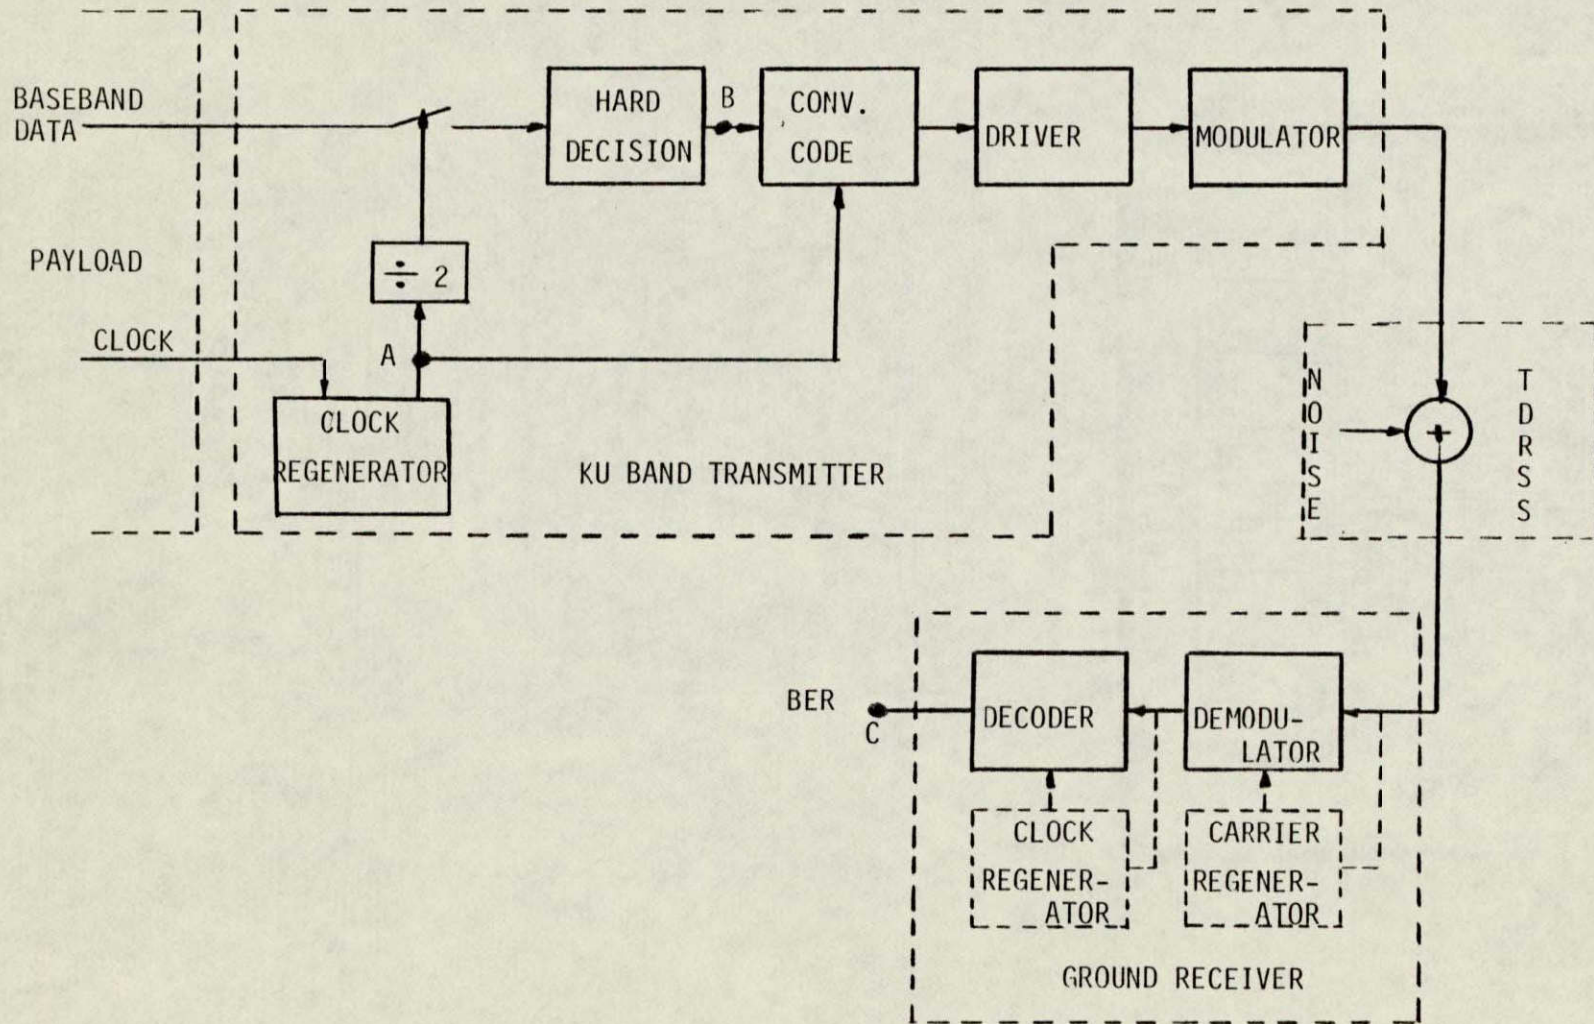 BASEBAND
DATA
HARD
DECISION
B
CONV.
CODE
DRIVER
MODULATOR
PAYLOAD
÷ 2
CLOCK
A
CLOCK
REGENERATOR
KU BAND TRANSMITTER
NOISE
+
TDRSS
BER
C
DECODER
DEMODU-
LATOR
CLOCK
REGENER-
ATOR
CARRIER
REGENER-
ATOR
GROUND RECEIVER